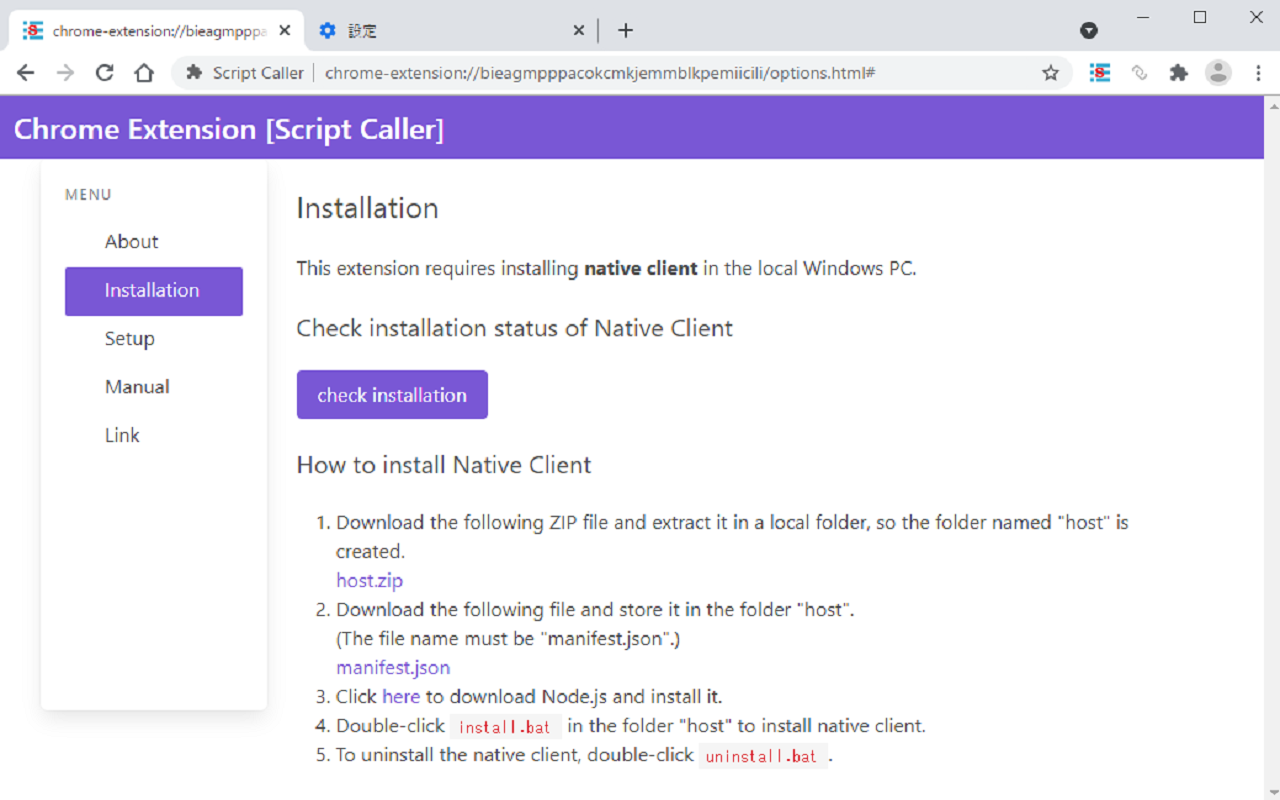 chrome-extension://bieagmpppa
設定
Script Caller
chrome-extension://bieagmpppacokcmkjemmblkpemiicili/options.html#
Chrome Extension [Script Caller]
MENU
About
Installation
Setup
Manual
Link
Installation
This extension requires installing native client in the local Windows PC.
Check installation status of Native Client
check installation
How to install Native Client
1. Download the following ZIP file and extract it in a local folder, so the folder named "host" is
created.
host.zip
2. Download the following file and store it in the folder "host".
(The file name must be "manifest.json".)
manifest.json
3. Click here to download Node.js and install it.
4. Double-click install.bat in the folder "host" to install native client.
5. To uninstall the native client, double-click uninstall.bat .